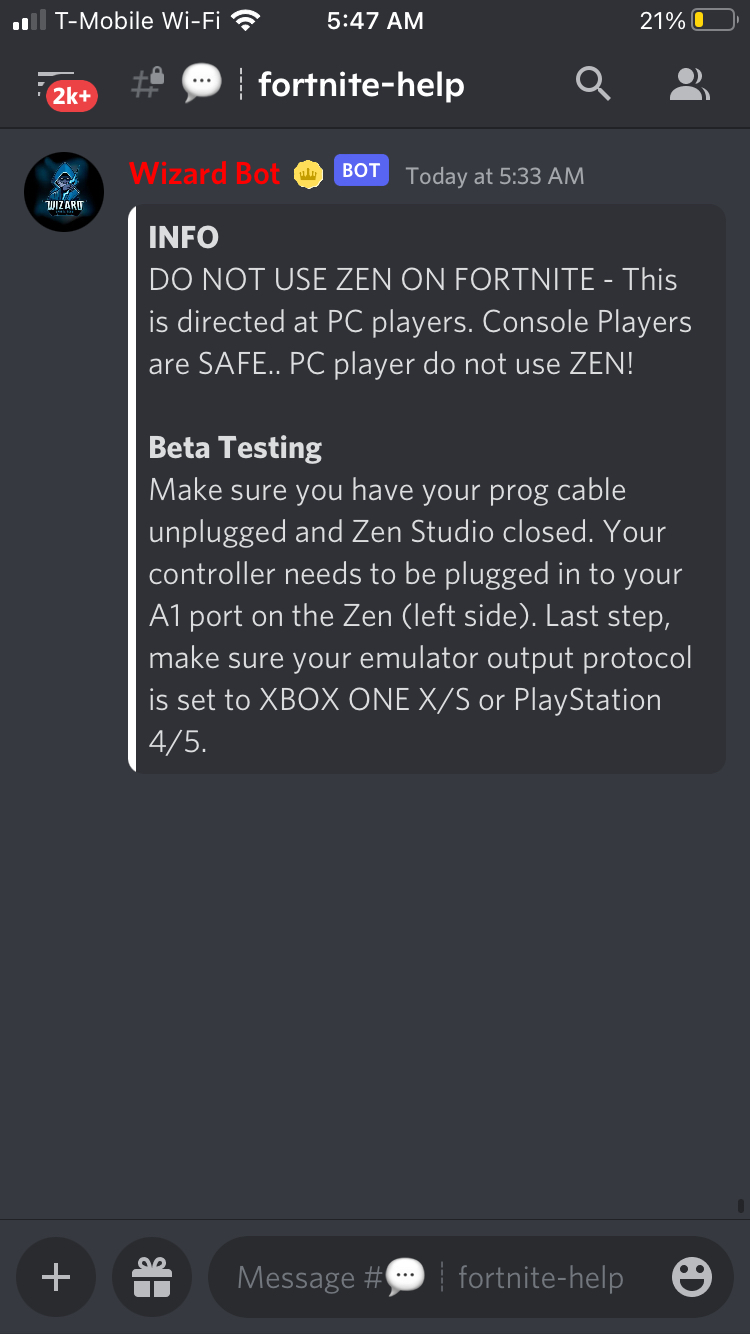 T-Mobile Wi-Fi 5:47 AM 21%
2k+ # fortnite-help
Wizard Bot BOT Today at 5:33 AM
WIZARD
INFO
DO NOT USE ZEN ON FORTNITE - This
is directed at PC players. Console Players
are SAFE.. PC player do not use ZEN!
Beta Testing
Make sure you have your prog cable
unplugged and Zen Studio closed. Your
controller needs to be plugged in to your
A1 port on the Zen (left side). Last step,
make sure your emulator output protocol
is set to XBOX ONE X/S or PlayStation
4/5.
Message #💬┆fortnite-help